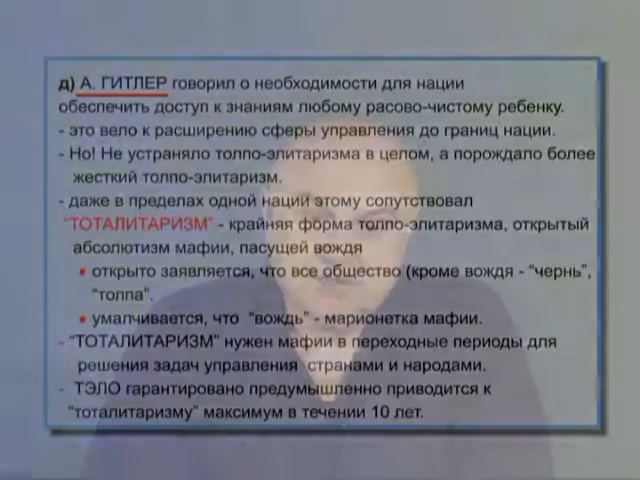 д) А. ГИТЛЕР говорил о необходимости для нации
обеспечить доступ к знаниям любому расово-чистому ребенку.
- это вело к расширению сферы управления до границ нации.
- Но! Не устраняло толпо-элитаризма в целом, а порождало более
жесткий толпо-элитаризм.
- даже в пределах одной нации этому сопутствовал
"ТОТАЛИТАРИЗМ" - крайняя форма толпо-элитаризма, открытый
абсолютизм мафии, пасущей вождя
• открыто заявляется, что все общество (кроме вождя - "чернь",
"толпа".
• умалчивается, что "вождь" - марионетка мафии.
- "ТОТАЛИТАРИЗМ" нужен мафии в переходные периоды для
решения задач управления странами и народами.
- ТЭЛО гарантировано предумышленно приводится к
"тоталитаризму" максимум в течении 10 лет.